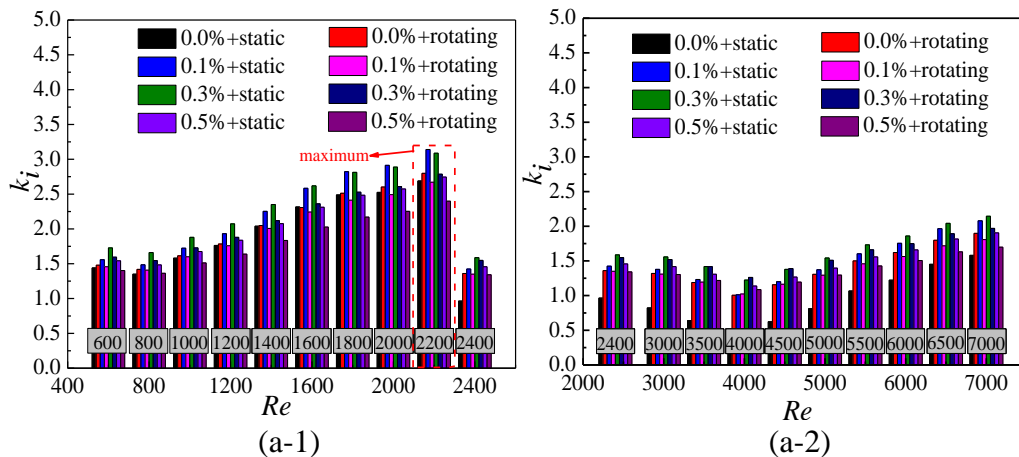 5.0
4.5
4.0
3.5
3.0
2.5
2.0
1.5
1.0
0.5
0.0
k_i
0.0%+static 0.0%+rotating
0.1%+static 0.1%+rotating
0.3%+static 0.3%+rotating
0.5%+static 0.5%+rotating
maximum
600 800 1000 1200 1400 1600 1800 2000 2200 2400
400 800 1200 1600 2000 2400
Re
(a-1)
5.0
4.5
4.0
3.5
3.0
2.5
2.0
1.5
1.0
0.5
0.0
k_i
0.0%+static 0.0%+rotating
0.1%+static 0.1%+rotating
0.3%+static 0.3%+rotating
0.5%+static 0.5%+rotating
2400 3000 3500 4000 4500 5000 5500 6000 6500 7000
2000 3000 4000 5000 6000 7000
Re
(a-2)